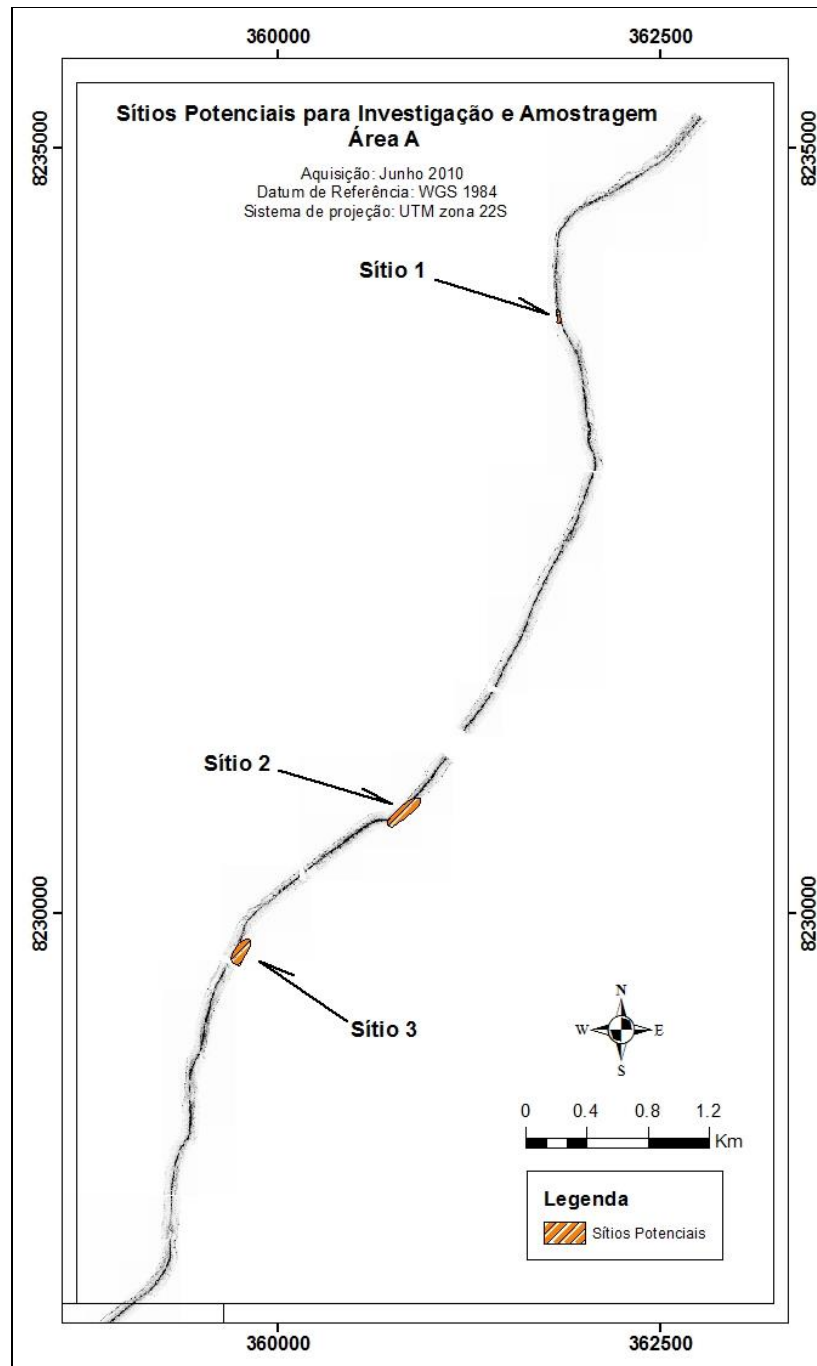 360000
362500
Sítios Potenciais para Investigação e Amostragem
Área A
8235000
8235000
Aquisição: Junho 2010
Datum de Referência: WGS 1984
Sistema de projeção: UTM zona 22S
Sítio 1
Sítio 2
8230000
8230000
Sítio 3
N
W
E
S
0 0.4 0.8 1.2
Km
Legenda
Sítios Potenciais
360000
362500